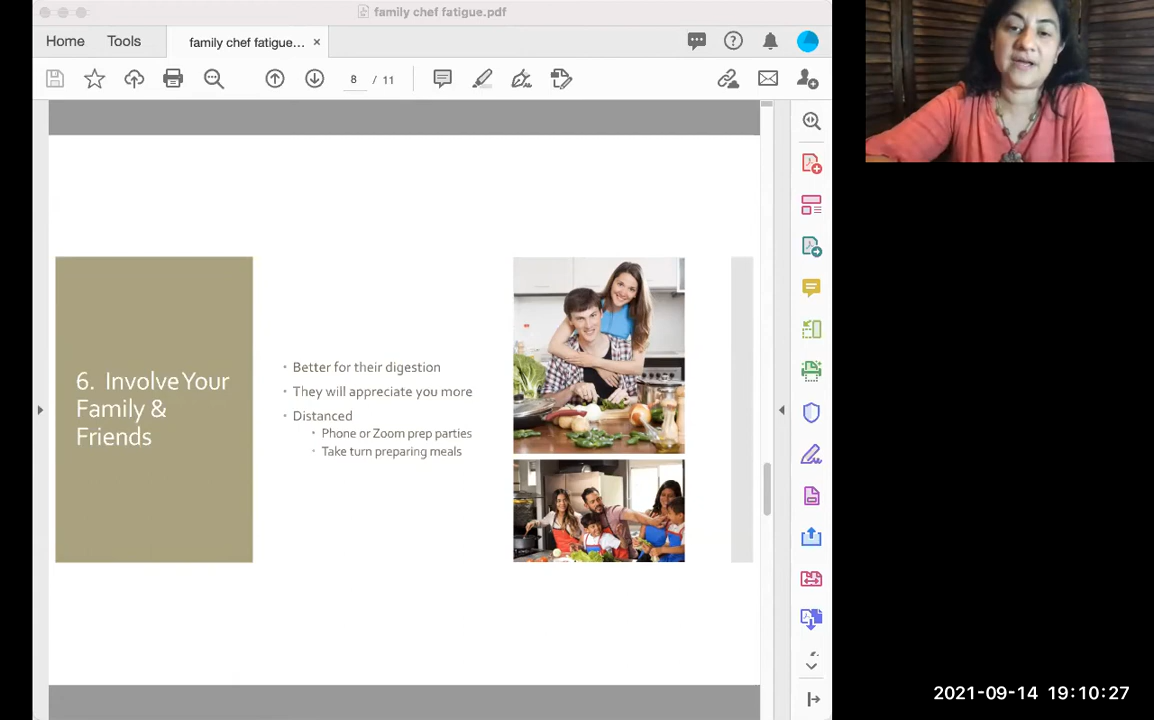 family chef fatigue.pdf
Home Tools family chef fatigue... ×
8 / 11
6. Involve Your
Family &
Friends
• Better for their digestion
• They will appreciate you more
• Distanced
• Phone or Zoom prep parties
• Take turn preparing meals
2021-09-14 19:10:27